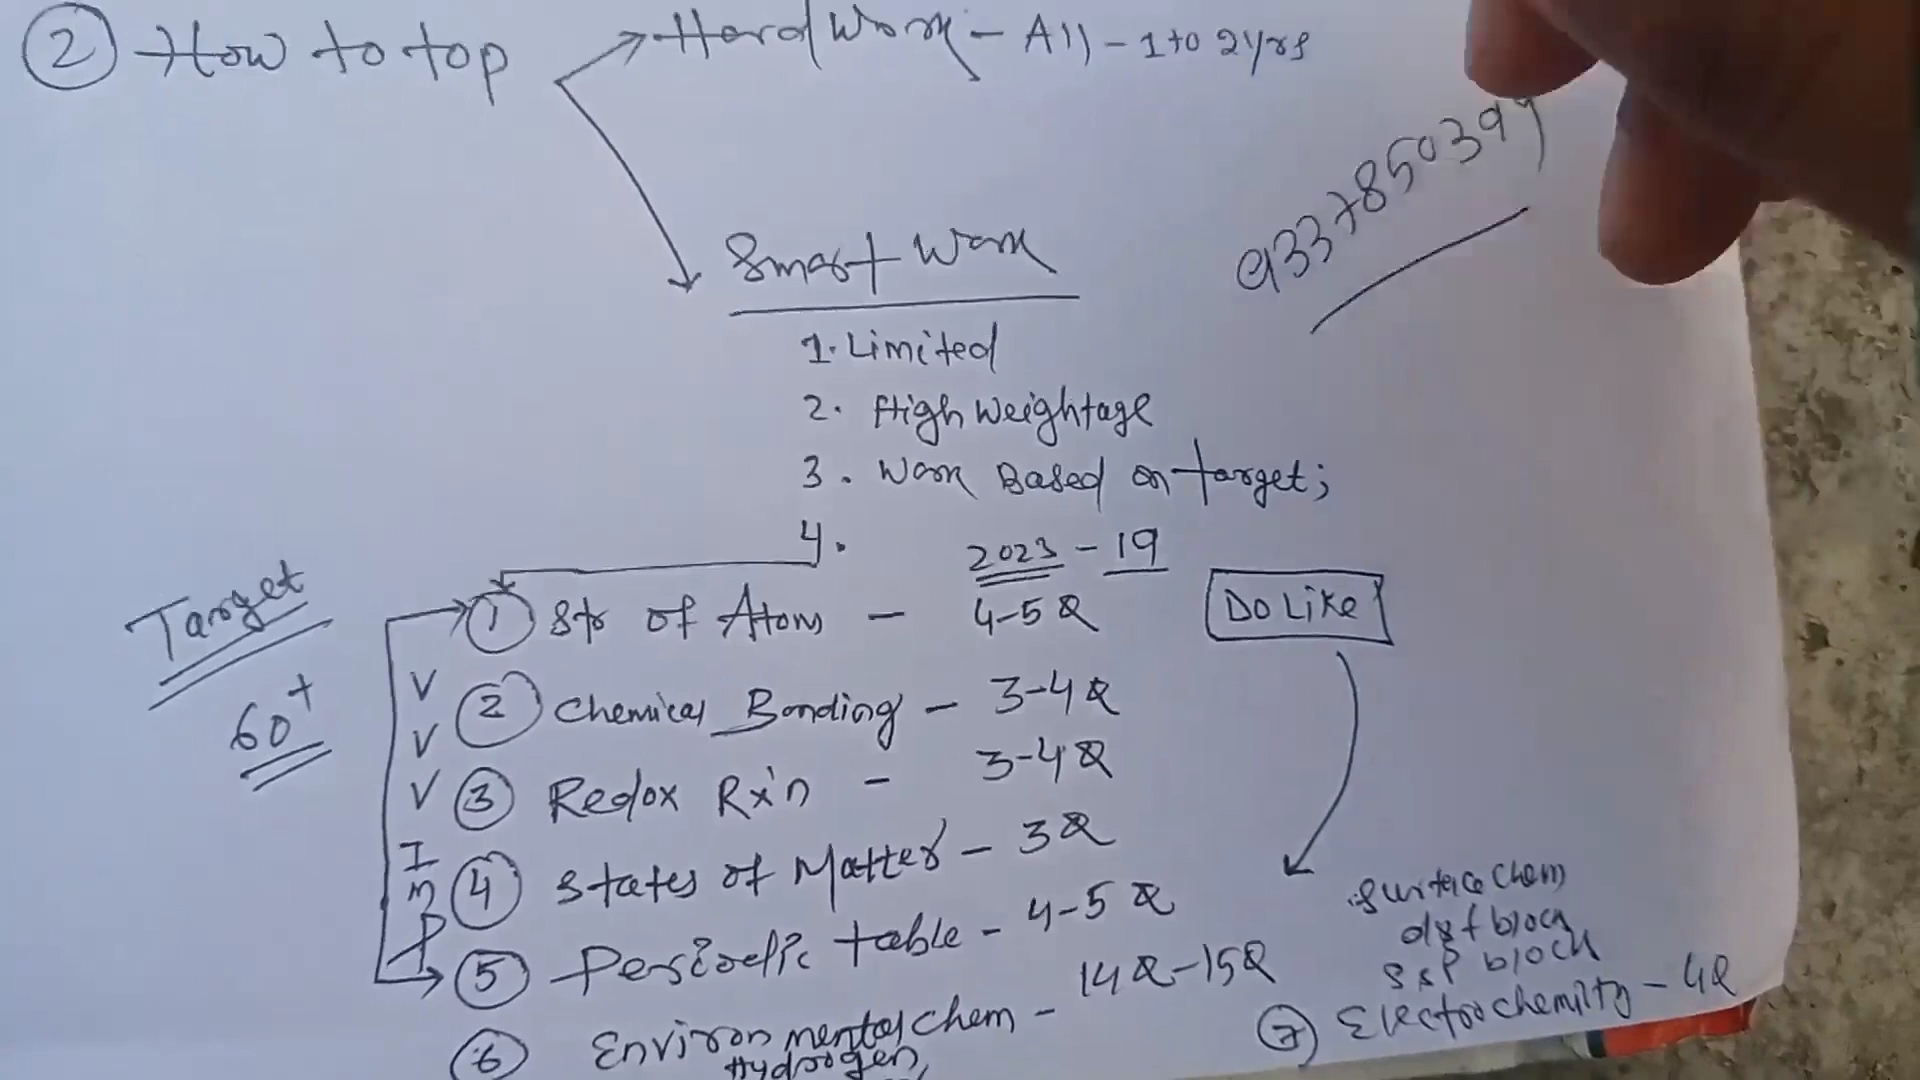 ② How to top
Hard Work - All - 1 to 2 yrs
Smart Work
1. Limited
2. High Weightage
3. Work Based on target;
4.
2023 - 19
Target
60+
V V V Imp
① Str of Atom - 4-5 Q
② Chemical Bonding - 3-4 Q
③ Redox Rx'n - 3-4 Q
④ States of Matter - 3 Q
⑤ Periodic table - 4-5 Q
⑥ Environmental Chem - 14 Q - 15 Q
Hydrogen,
Do Like
Surface Chem
d & f block
S & P block
⑦ Electrochemitry - 4 Q